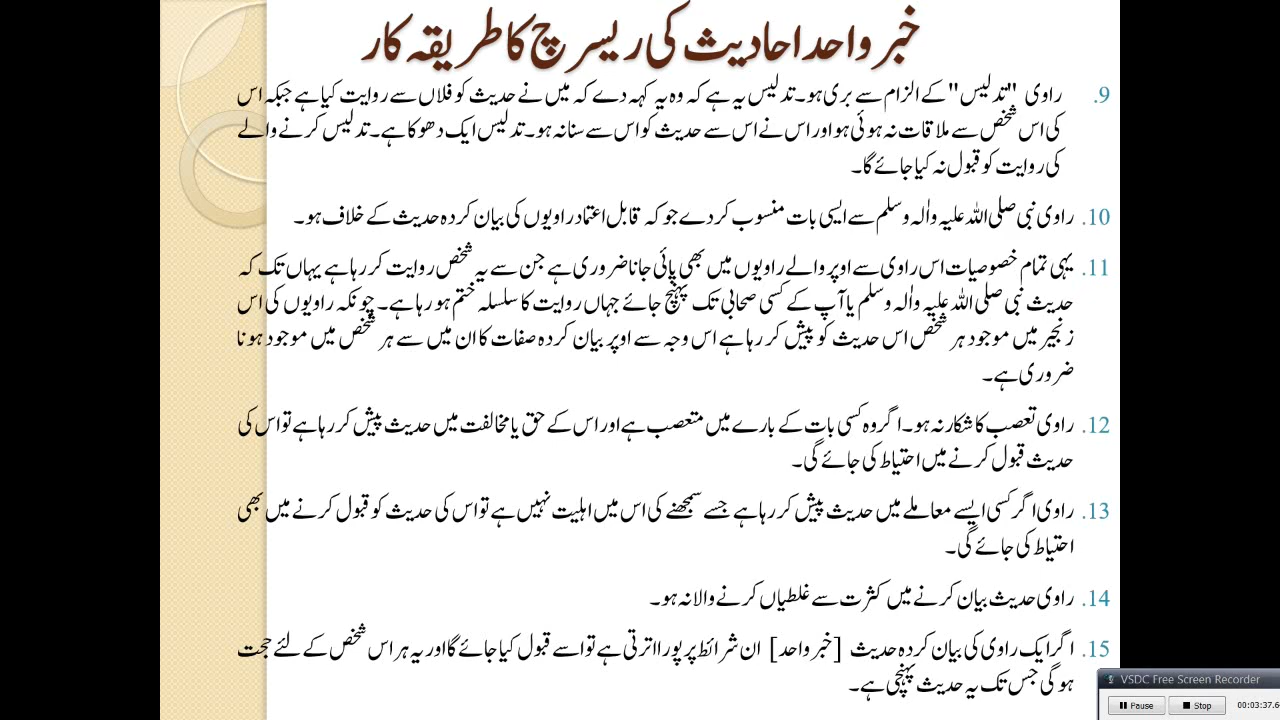 خبر واحد احادیث کی ریسرچ کا طریقہ کار
9. راوی "تدلیس" کے الزام سے بری ہو۔ تدلیس یہ ہے کہ وہ یہ کہہ دے کہ میں نے حدیث کو فلاں سے روایت کیا ہے جبکہ اس
کی اس شخص سے ملاقات نہ ہوئی ہو اور اس نے اس سے حدیث کو اس سے سنا نہ ہو۔ تدلیس ایک دھوکا ہے۔ تدلیس کرنے والے
کی روایت کو قبول نہ کیا جائے گا۔
10. راوی نبی صلی اللہ علیہ واٰلہ وسلم سے ایسی بات منسوب کر دے جو کہ قابل اعتماد راویوں کی بیان کردہ حدیث کے خلاف ہو۔
11. یہی تمام خصوصیات اس راوی سے اوپر والے راویوں میں بھی پائی جانا ضروری ہے جن سے یہ شخص روایت کر رہا ہے یہاں تک کہ
حدیث نبی صلی اللہ علیہ واٰلہ وسلم یا آپ کے کسی صحابی تک پہنچ جائے جہاں روایت کا سلسلہ ختم ہو رہا ہے۔ چونکہ راویوں کی اس
زنجیر میں موجود ہر شخص اس حدیث کو پیش کر رہا ہے اس وجہ سے اوپر بیان کردہ صفات کا ان میں سے ہر شخص میں موجود ہونا
ضروری ہے۔
12. راوی تعصب کا شکار نہ ہو۔ اگر وہ کسی بات کے بارے میں متعصب ہے اور اس کے حق یا مخالفت میں حدیث پیش کر رہا ہے تو اس کی
حدیث قبول کرنے میں احتیاط کی جائے گی۔
13. راوی اگر کسی ایسے معاملے میں حدیث پیش کر رہا ہے جسے سمجھنے کی اس میں اہلیت نہیں ہے تو اس کی حدیث کو قبول کرنے میں بھی
احتیاط کی جائے گی۔
14. راوی حدیث بیان کرنے میں کثرت سے غلطیاں کرنے والا نہ ہو۔
15. اگر ایک راوی کی بیان کردہ حدیث [خبر واحد] ان شرائط پر پورا اترتی ہے تو اسے قبول کیا جائے گا اور یہ ہر اس شخص کے لئے حجت
ہو گی جس تک یہ حدیث پہنچی ہے۔
VSDC Free Screen Recorder
Pause Stop 00:03:37.6